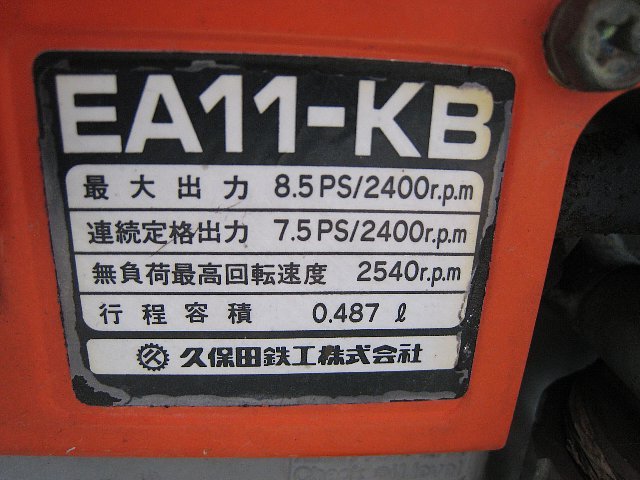 EA11-KB
最大出力 8.5PS/2400r.p.m
連続定格出力 7.5PS/2400r.p.m
無負荷最高回転速度 2540r.p.m
行程容積 0.487 ℓ
久保田鉄工株式会社